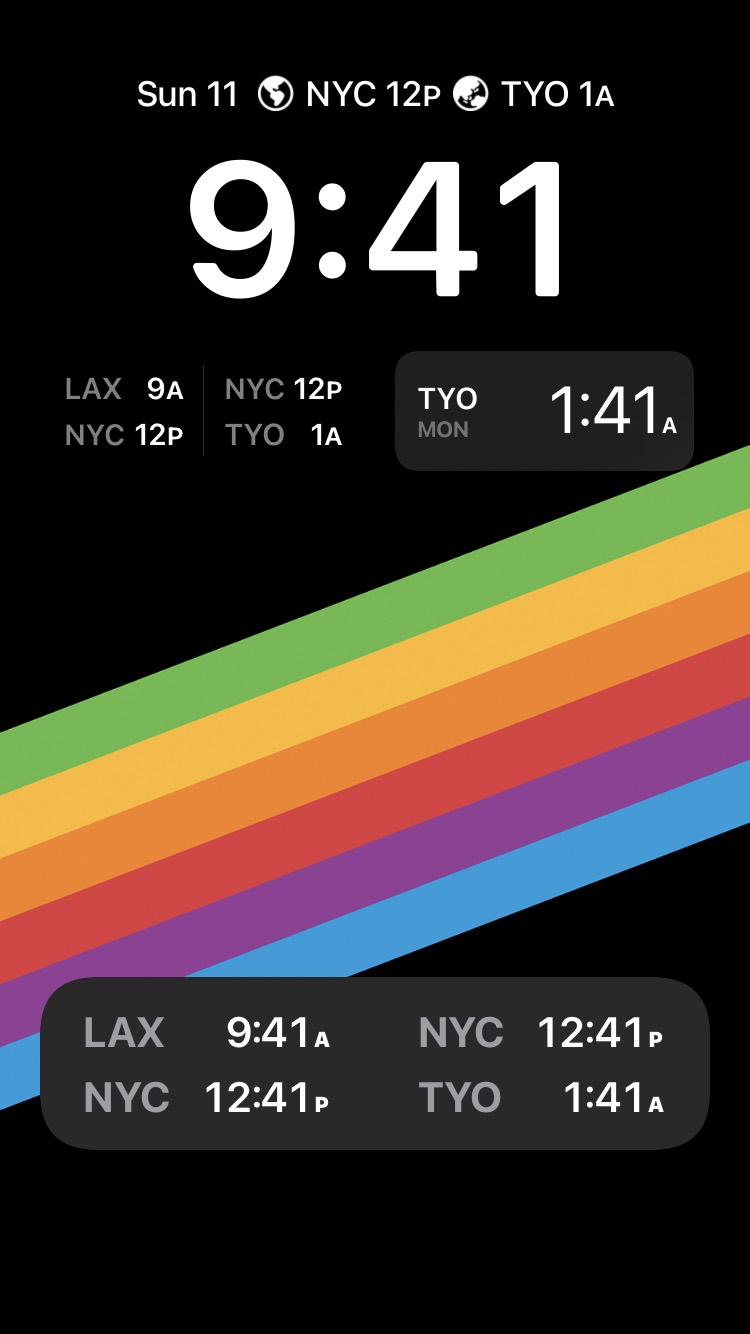 Sun 11 NYC 12P TYO 1A
9:41
LAX 9A NYC 12P
NYC 12P TYO 1A
TYO 1:41A
MON
LAX 9:41A NYC 12:41P
NYC 12:41P TYO 1:41A